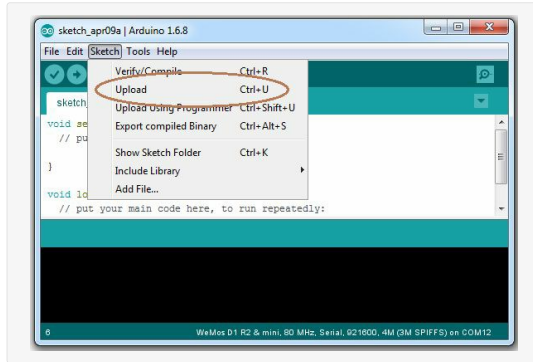 sketch_apr09a | Arduino 1.6.8
File Edit Sketch Tools Help
Verify/Compile Ctrl+R
Upload Ctrl+U
Upload Using Programmer Ctrl+Shift+U
Export compiled Binary Ctrl+Alt+S
Show Sketch Folder Ctrl+K
Include Library
Add File...
sketch
void se
// pu
}
void lo
// put your main code here, to run repeatedly:
6 WeMos D1 R2 & mini, 80 MHz, Serial, 921600, 4M (3M SPIFFS) on COM12